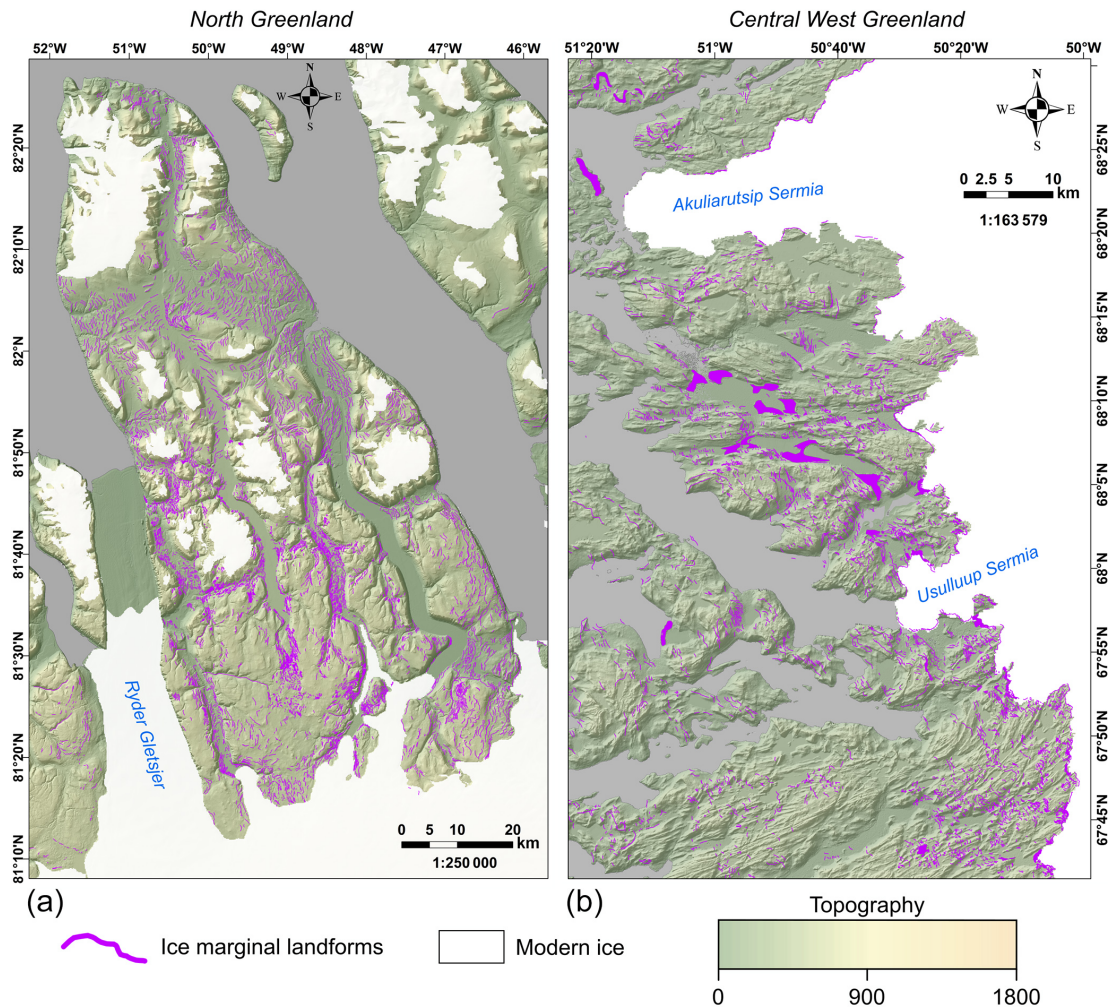 North Greenland
Central West Greenland
52°W 51°W 50°W 49°W 48°W 47°W 46°W
51°20'W 51°W 50°40'W 50°20'W 50°W
N
W E
S
N
W E
S
82°20'N
82°10'N
82°N
81°50'N
81°40'N
81°30'N
81°20'N
81°10'N
68°25'N
68°20'N
68°15'N
68°10'N
68°5'N
68°N
67°55'N
67°50'N
67°45'N
Akuliarutsip Sermia
0 2.5 5 10
km
1:163 579
Usulluup Sermia
Ryder Gletsjer
0 5 10 20
km
1:250 000
(a)
(b)
Ice marginal landforms
Modern ice
Topography
0 900 1800